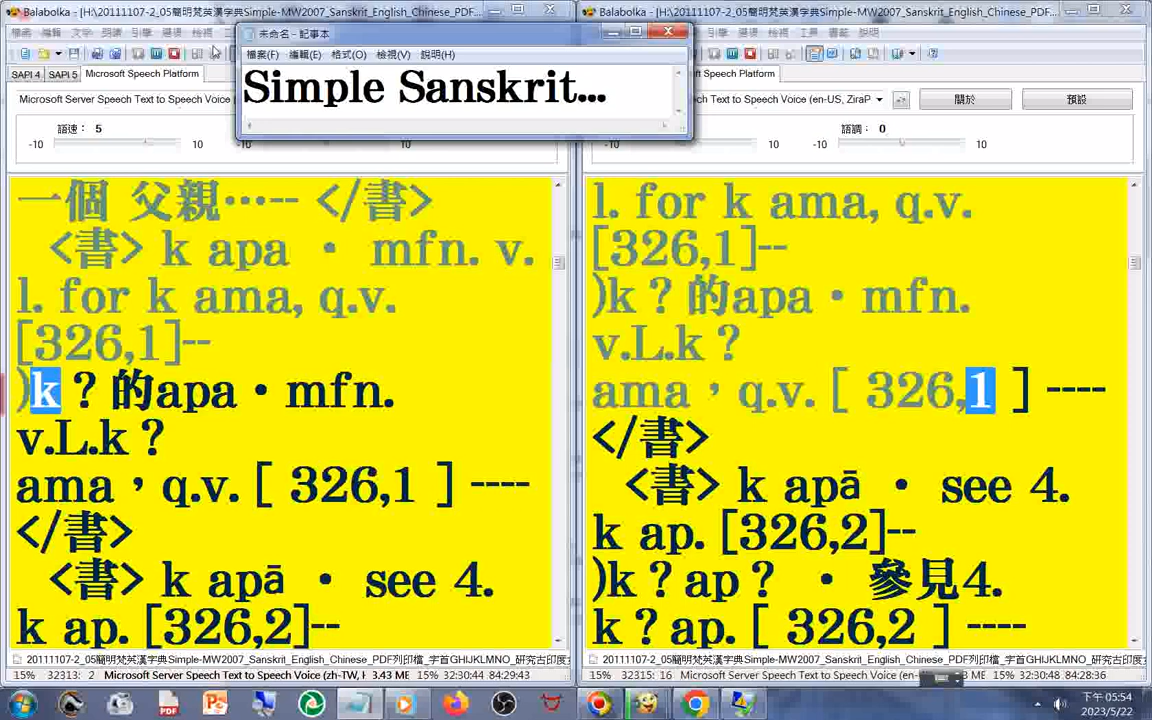 Balabolka - [H:\20111107-2_05簡明梵英漢字典Simple-MW2007_Sanskrit_English_Chinese_PDF...
Balabolka - [H:\20111107-2_05簡明梵英漢字典Simple-MW2007_Sanskrit_English_Chinese_PDF...
未命名 - 記事本
檔案(F) 編輯(E) 格式(O) 檢視(V) 說明(H)
Simple Sanskrit...
SAPI 4 SAPI 5 Microsoft Speech Platform
t Speech Platform
Microsoft Server Speech Text to Speech Voice
ch Text to Speech Voice (en-US, ZiraP
關於
預設
語速： 5
-10 10 10
語調： 0
10 -10 10
一個 父親…-- </書>
<書> k apa ‧ mfn. v.
l. for k ama, q.v.
[326,1]--
)k？的apa‧mfn.
v.L.k？
ama，q.v. [ 326,1 ] ----
</書>
<書> k apā ‧ see 4.
k ap. [326,2]--
l. for k ama, q.v.
[326,1]--
)k？的apa‧mfn.
v.L.k？
ama，q.v. [ 326,1 ] ----
</書>
<書> k apā ‧ see 4.
k ap. [326,2]--
)k？ap？ ‧ 參見4.
k？ap. [ 326,2 ] ----
20111107-2_05簡明梵英漢字典Simple-MW2007_Sanskrit_English_Chinese_PDF列印檔_字首GHIJKLMNO_研究古印度
20111107-2_05簡明梵英漢字典Simple-MW2007_Sanskrit_English_Chinese_PDF列印檔_字首GHIJKLMNO_研究古印度
15% 32313: 2 Microsoft Server Speech Text to Speech Voice (zh-TW, H 3.43 ME 15% 32:30:44 84:29:43
15% 32315: 16 Microsoft Server Speech Text to Speech Voice (en-US, Z 3.43 ME 15% 32:30:48 84:28:36
下午 05:54
2023/5/22